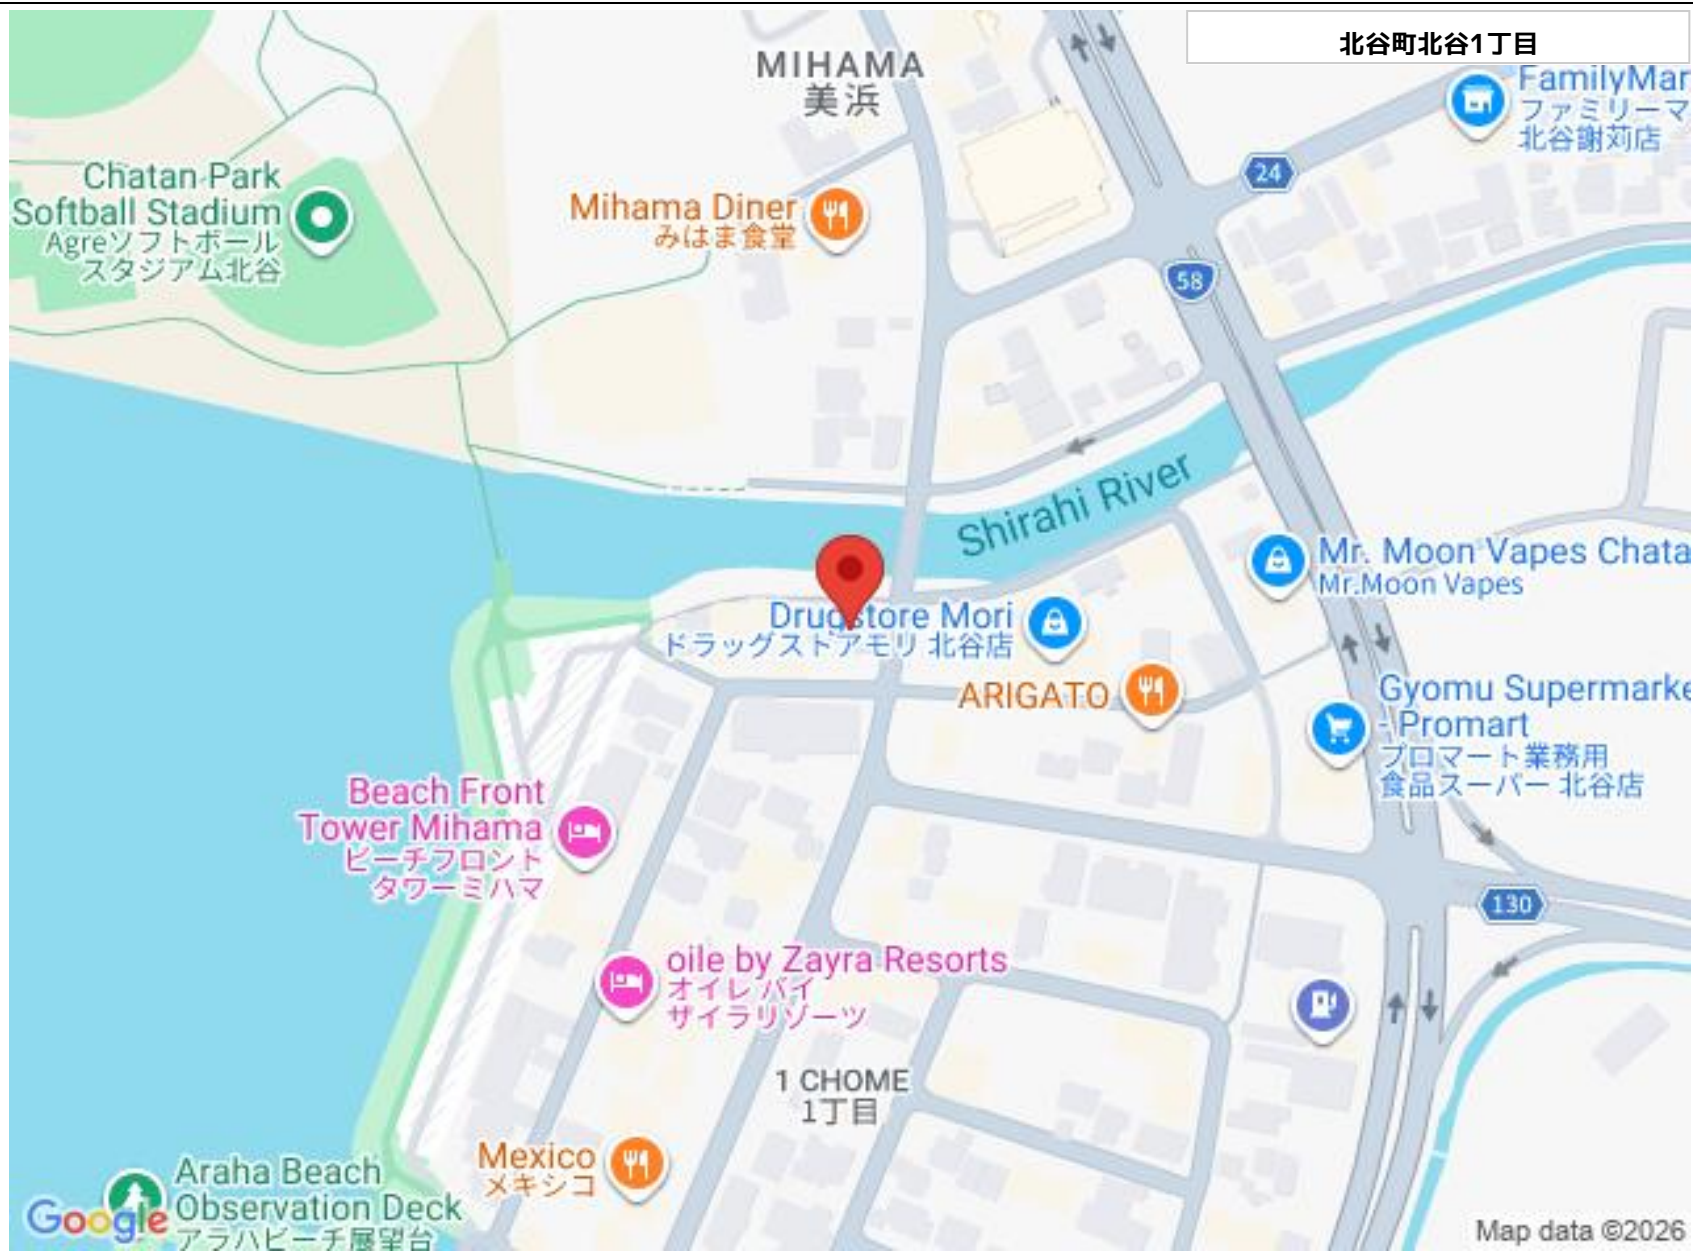 北谷町北谷1丁目
MIHAMA
美浜
FamilyMar
ファミリーマ
北谷謝苅店
24
Chatan Park
Softball Stadium
Agreソフトボール
スタジアム北谷
Mihama Diner
みはま食堂
58
Shirahi River
Mr. Moon Vapes Chata
Mr.Moon Vapes
Drugstore Mori
ドラッグストアモリ 北谷店
ARIGATO
Gyomu Supermarke
- Promart
プロマート業務用
食品スーパー 北谷店
Beach Front
Tower Mihama
ビーチフロント
タワーミハマ
130
oile by Zayra Resorts
オイレ バイ
ザイラリゾーツ
1 CHOME
1丁目
Mexico
メキシコ
Araha Beach
Observation Deck
アラハビーチ展望台
Google
Map data ©2026